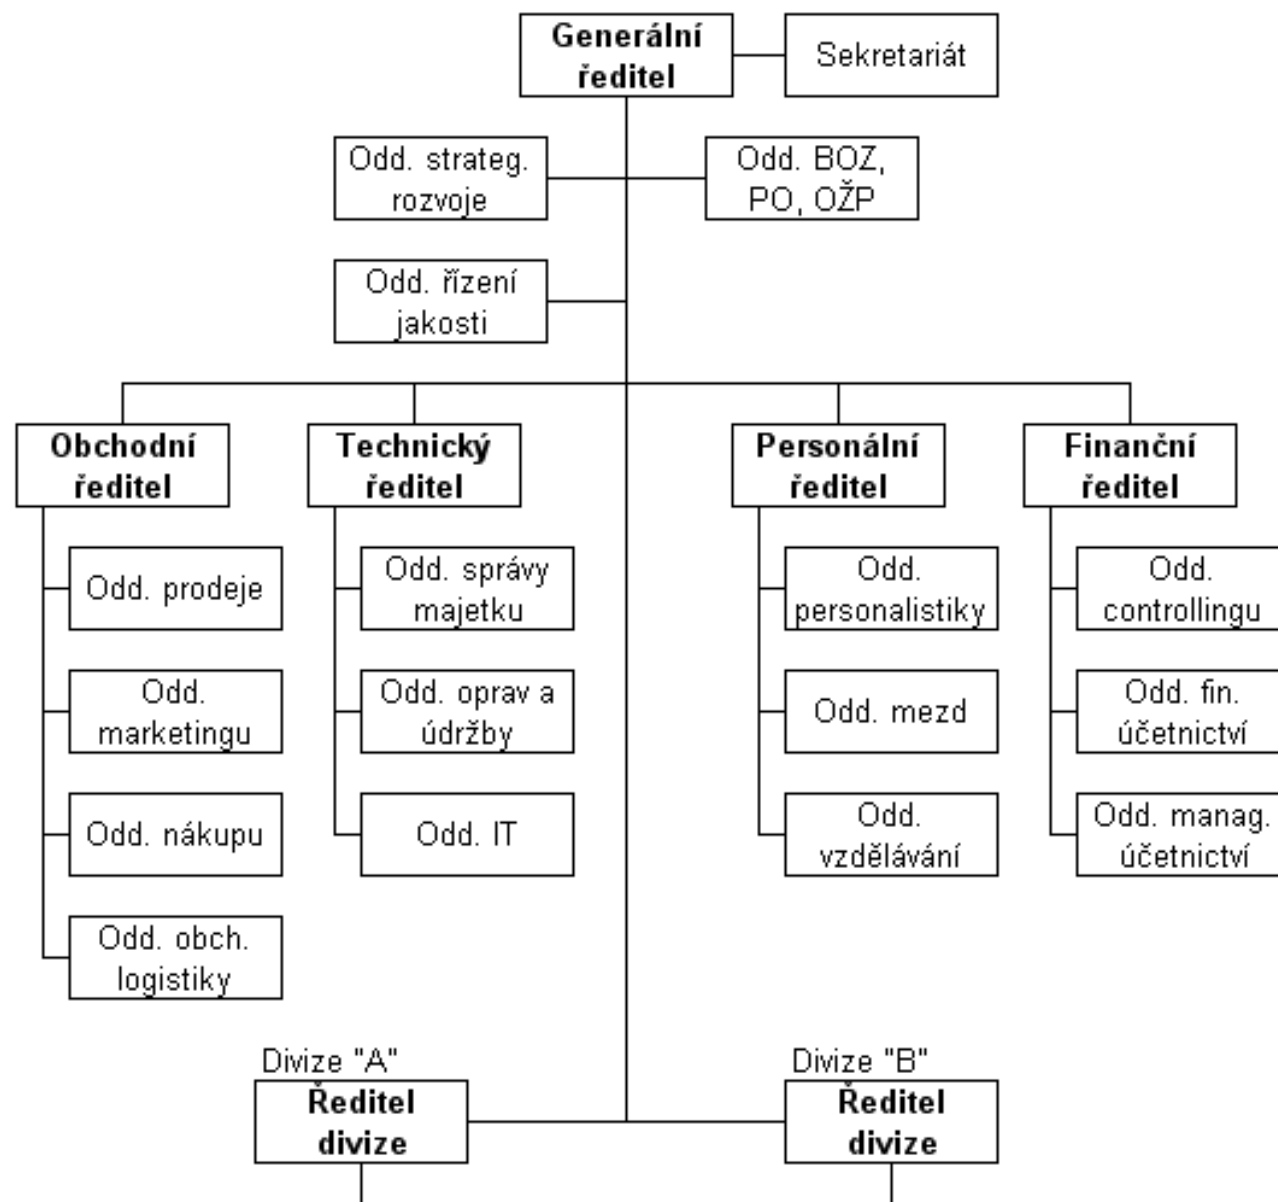 Generální
ředitel
Sekretariát
Odd. strateg.
rozvoje
Odd. BOZ,
PO, OŽP
Odd. řízení
jakosti
Obchodní
ředitel
Technický
ředitel
Personální
ředitel
Finanční
ředitel
Odd. prodeje
Odd. správy
majetku
Odd.
personalistiky
Odd.
controllingu
Odd.
marketingu
Odd. oprav a
údržby
Odd. mezd
Odd. fin.
účetnictví
Odd. nákupu
Odd. IT
Odd.
vzdělávání
Odd. manag.
účetnictví
Odd. obch.
logistiky
Divize "A"
Ředitel
divize
Divize "B"
Ředitel
divize